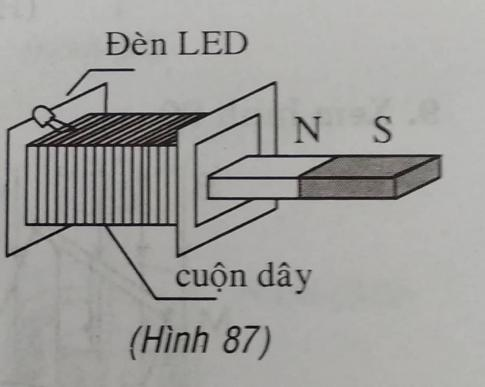 Đèn LED
N S
cuộn dây
(Hình 87)